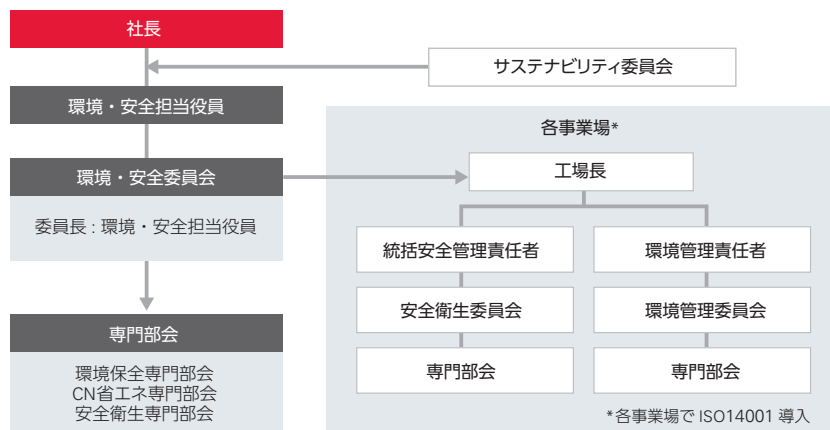 社長
サステナビリティ委員会
環境・安全担当役員
環境・安全委員会
委員長 : 環境・安全担当役員
専門部会
環境保全専門部会
CN省エネ専門部会
安全衛生専門部会
各事業場*
工場長
統括安全管理責任者
環境管理責任者
安全衛生委員会
環境管理委員会
専門部会
専門部会
*各事業場で ISO14001 導入